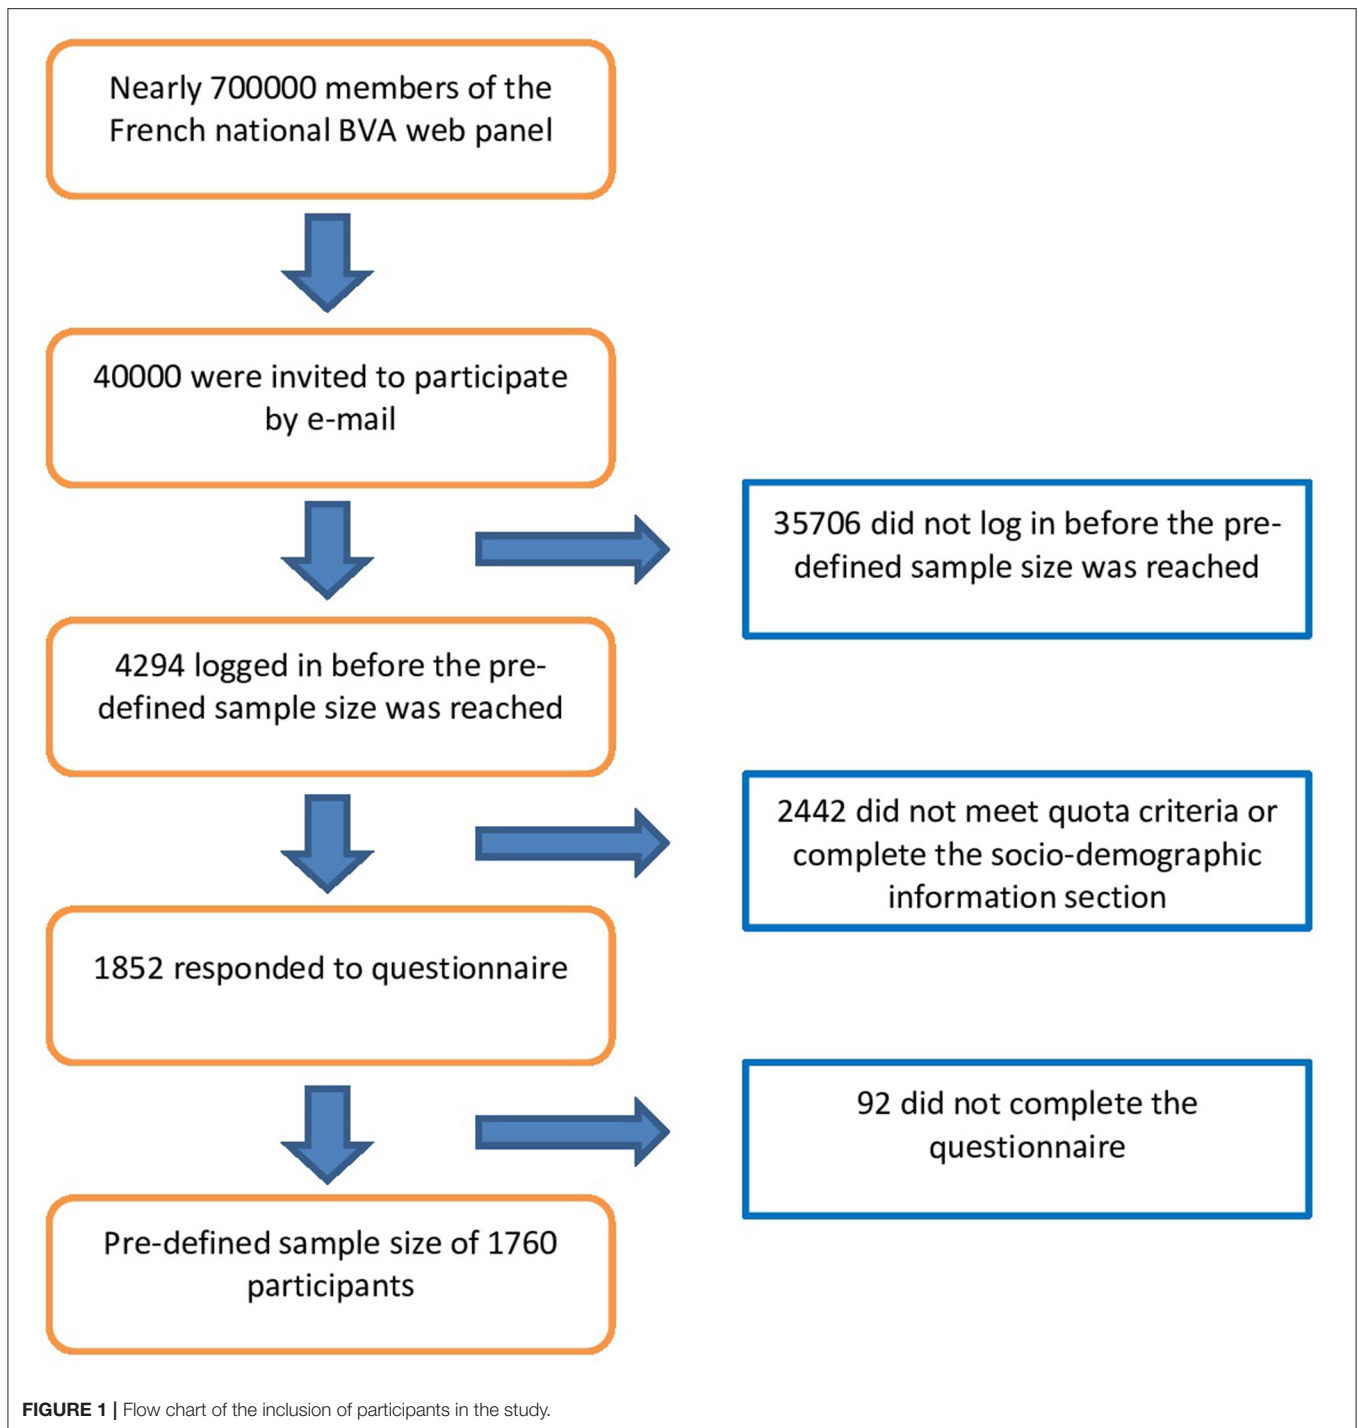 Nearly 700000 members of the
French national BVA web panel
40000 were invited to participate
by e-mail
35706 did not log in before the pre-
defined sample size was reached
4294 logged in before the pre-
defined sample size was reached
2442 did not meet quota criteria or
complete the socio-demographic
information section
1852 responded to questionnaire
92 did not complete the
questionnaire
Pre-defined sample size of 1760
participants
FIGURE 1 | Flow chart of the inclusion of participants in the study.